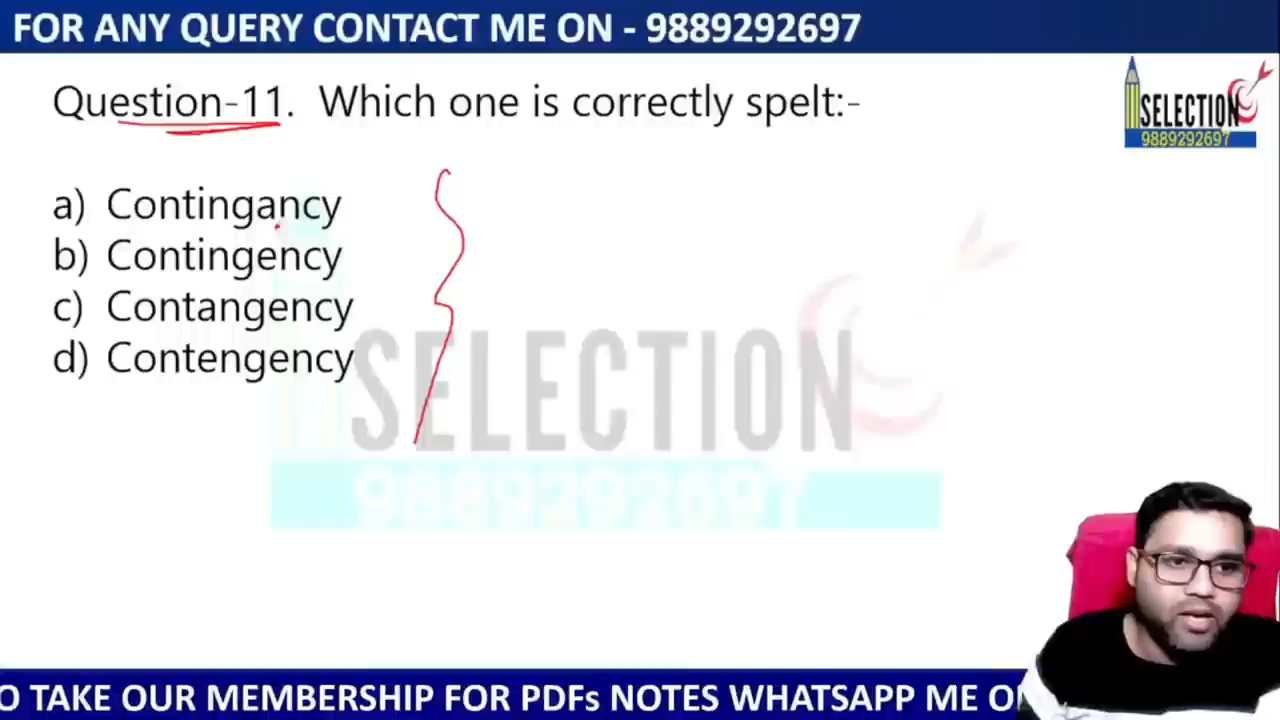 FOR ANY QUERY CONTACT ME ON - 9889292697
SELECTION
9889292697
Question-11. Which one is correctly spelt:-
a) Contingancy
b) Contingency
c) Contangency
d) Contengency
SELECTION
9889292697
O TAKE OUR MEMBERSHIP FOR PDFs NOTES WHATSAPP ME O